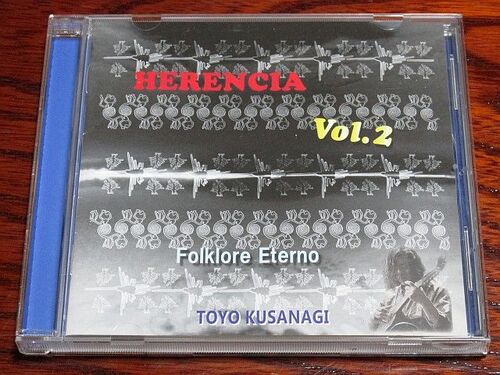 HERENCIA
Vol.2
Folklore Eterno
TOYO KUSANAGI